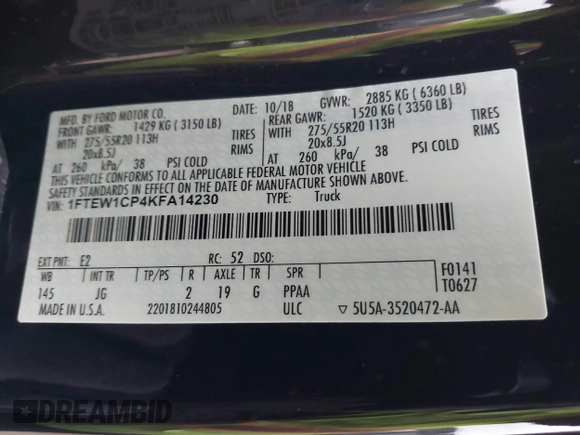 MFD. BY FORD MOTOR CO. DATE: 10/18 GVWR: 2885 KG ( 6360 LB)
FRONT GAWR: 1429 KG ( 3150 LB) REAR GAWR: 1520 KG ( 3350 LB)
WITH 275/55R20 113H TIRES WITH 275/55R20 113H TIRES
20x8.5J RIMS 20x8.5J RIMS
AT 260 kPa/ 38 PSI COLD AT 260 kPa/ 38 PSI COLD
THIS VEHICLE CONFORMS TO ALL APPLICABLE FEDERAL MOTOR VEHICLE
SAFETY STANDARDS IN EFFECT ON THE DATE OF MANUFACTURE SHOWN ABOVE.
VIN: 1FTEW1CP4KFA14230 TYPE: Truck
EXT PNT: E2 RC: 52 DSO: F0141
WB INT TR TP/PS R AXLE TR SPR T0627
145 JG 2 19 G PPAA
MADE IN U.S.A. 2201810244805 ULC ▽ 5U5A-3520472-AA
DREAMBID